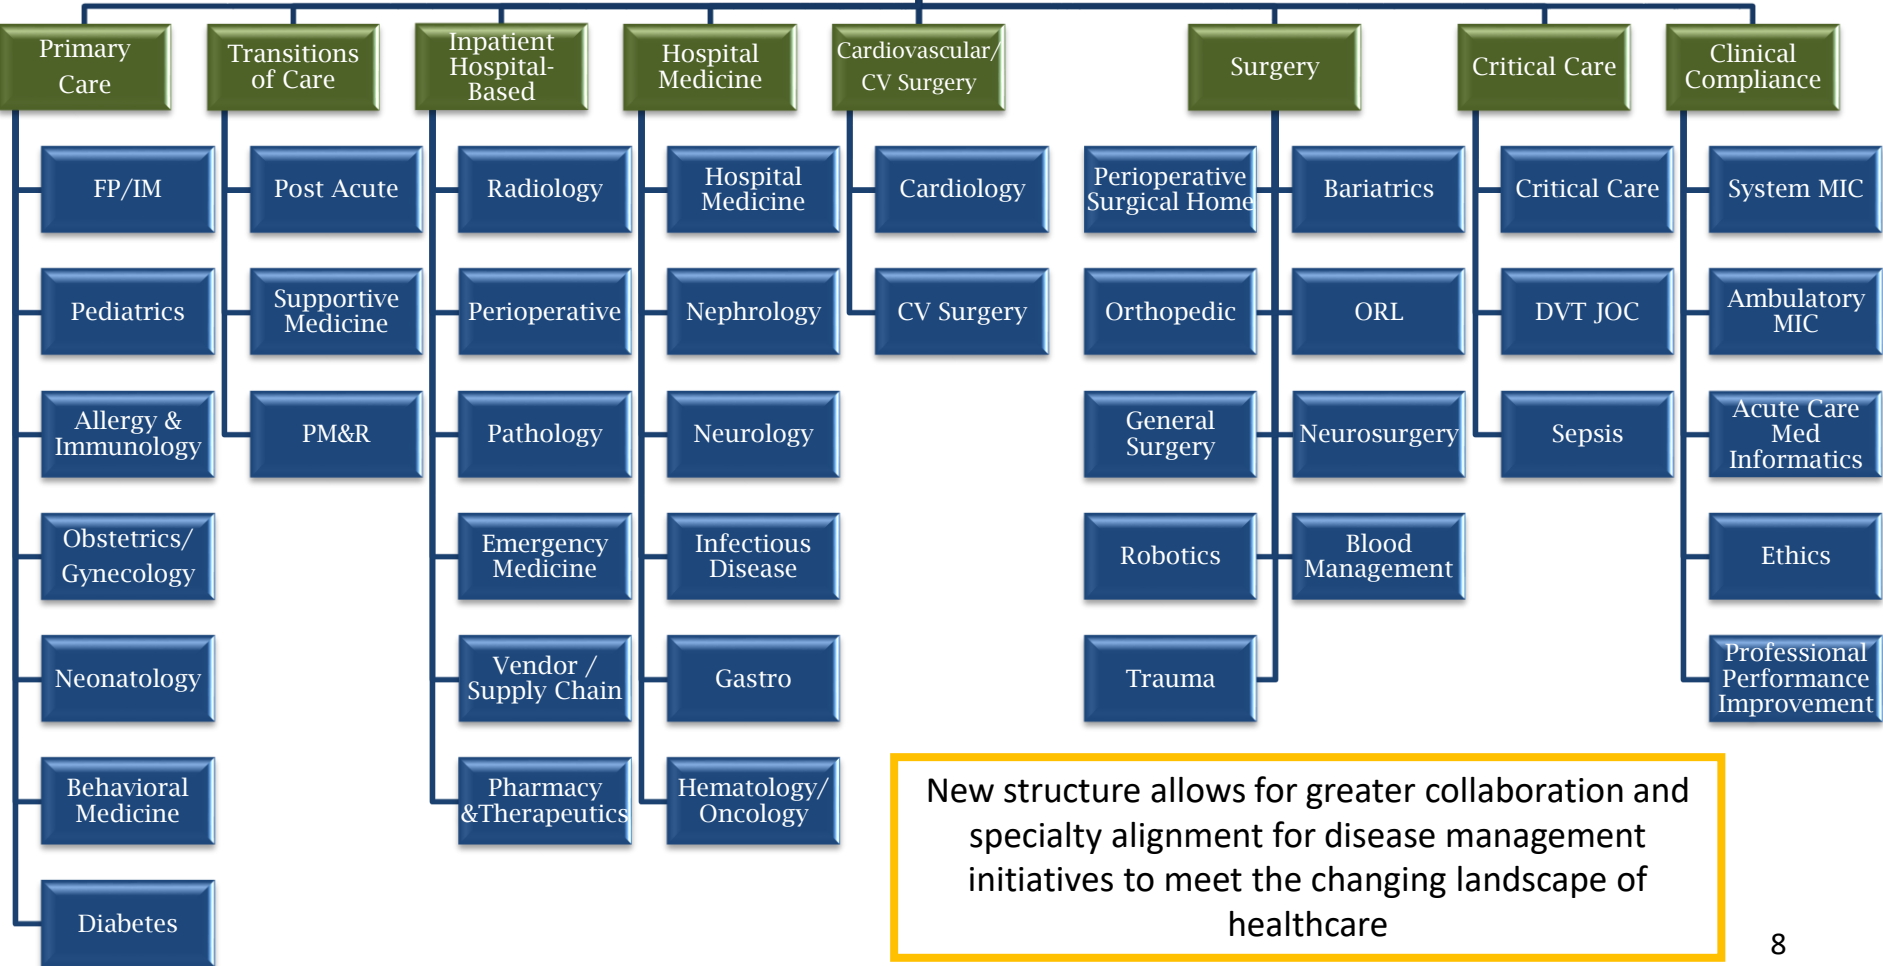 Primary
Care
Transitions
of Care
Inpatient
Hospital-
Based
Hospital
Medicine
Cardiovascular/
CV Surgery
Surgery
Critical Care
Clinical
Compliance
FP/IM
Pediatrics
Allergy &
Immunology
Obstetrics/
Gynecology
Neonatology
Behavioral
Medicine
Diabetes
Post Acute
Supportive
Medicine
PM&R
Radiology
Perioperative
Pathology
Emergency
Medicine
Vendor /
Supply Chain
Pharmacy
&Therapeutics
Hospital
Medicine
Nephrology
Neurology
Infectious
Disease
Gastro
Hematology/
Oncology
Cardiology
CV Surgery
Perioperative
Surgical Home
Orthopedic
General
Surgery
Robotics
Trauma
Bariatrics
ORL
Neurosurgery
Blood
Management
Critical Care
DVT JOC
Sepsis
System MIC
Ambulatory
MIC
Acute Care
Med
Informatics
Ethics
Professional
Performance
Improvement
New structure allows for greater collaboration and
specialty alignment for disease management
initiatives to meet the changing landscape of
healthcare
8